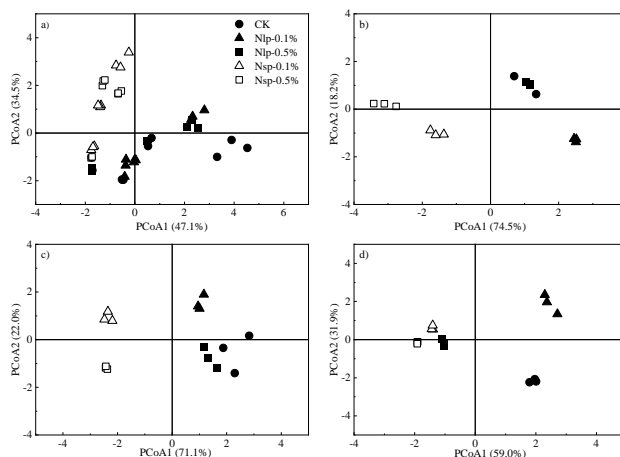 CK
Nlp-0.1%
Nlp-0.5%
Nsp-0.1%
Nsp-0.5%
a)
4
2
0
-2
-4
PCoA2 (34.5%)
-4 -2 0 2 4 6
PCoA1 (47.1%)
b)
4
2
0
-2
-4
PCoA2 (18.2%)
-4 -2 0 2 4
PCoA1 (74.5%)
c)
4
2
0
-2
-4
PCoA2 (22.0%)
-4 -2 0 2 4
PCoA1 (71.1%)
d)
4
2
0
-2
-4
PCoA2 (31.9%)
-4 -2 0 2 4
PCoA1 (59.0%)